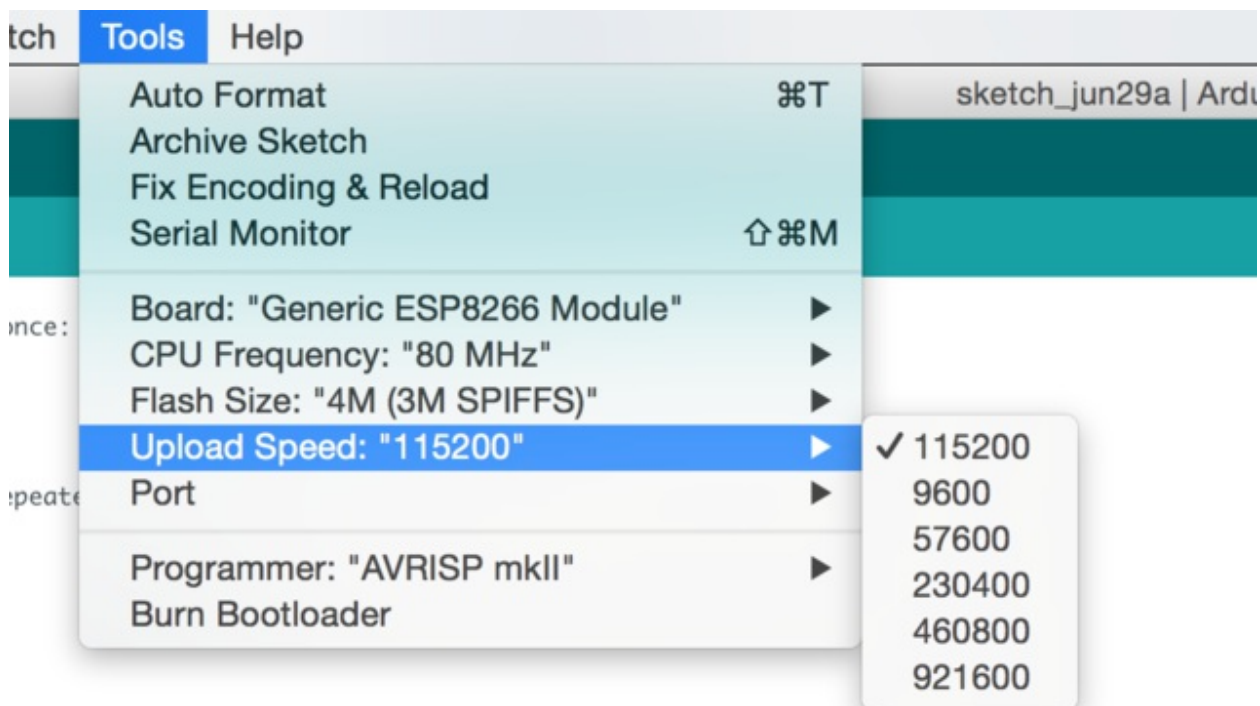 tch Tools Help
sketch_jun29a | Ardu
Auto Format ⌘T
Archive Sketch
Fix Encoding & Reload
Serial Monitor ⇧⌘M
once:
Board: "Generic ESP8266 Module"
CPU Frequency: "80 MHz"
Flash Size: "4M (3M SPIFFS)"
Upload Speed: "115200"
✓ 115200
epeate
Port
9600
57600
230400
460800
921600
Programmer: "AVRISP mkII"
Burn Bootloader